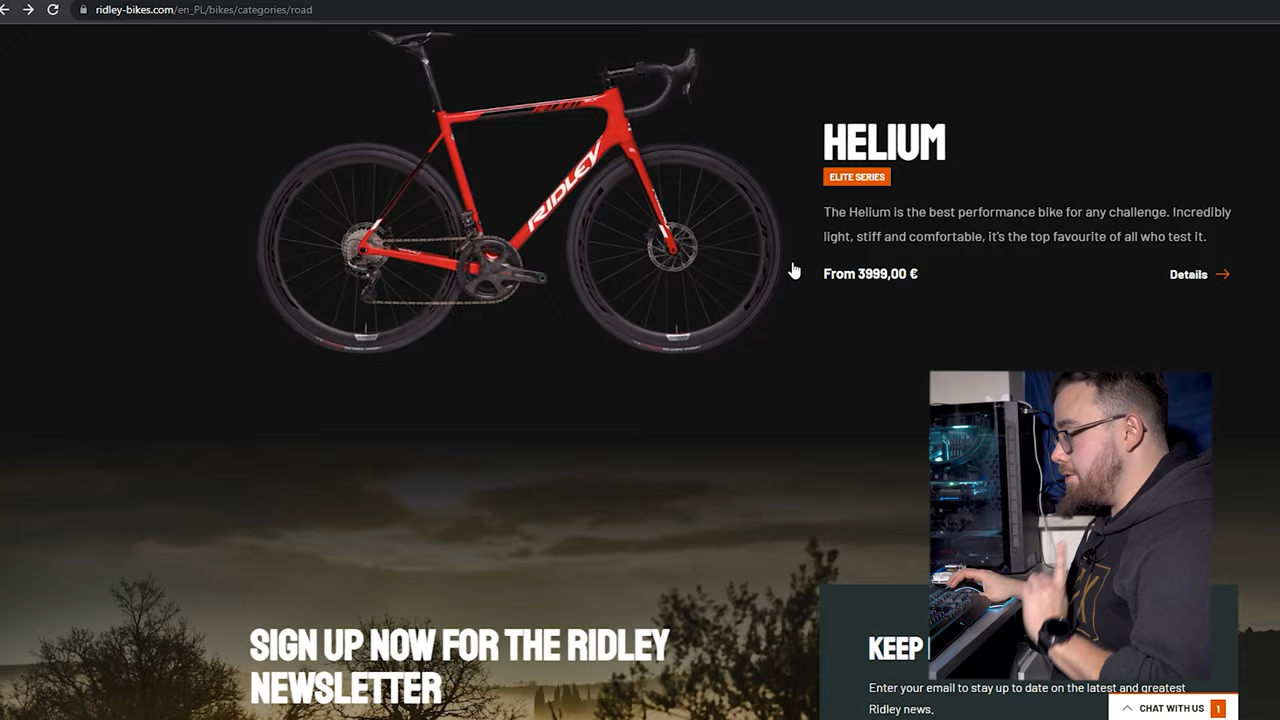 ridley-bikes.com/en_PL/bikes/categories/road
RIDLEY
HELIUM
ELITE SERIES
The Helium is the best performance bike for any challenge. Incredibly
light, stiff and comfortable, it's the top favourite of all who test it.
From 3999,00 €
Details
SIGN UP NOW FOR THE RIDLEY
NEWSLETTER
KEEP
Enter your email to stay up to date on the latest and greatest
Ridley news.
CHAT WITH US 1